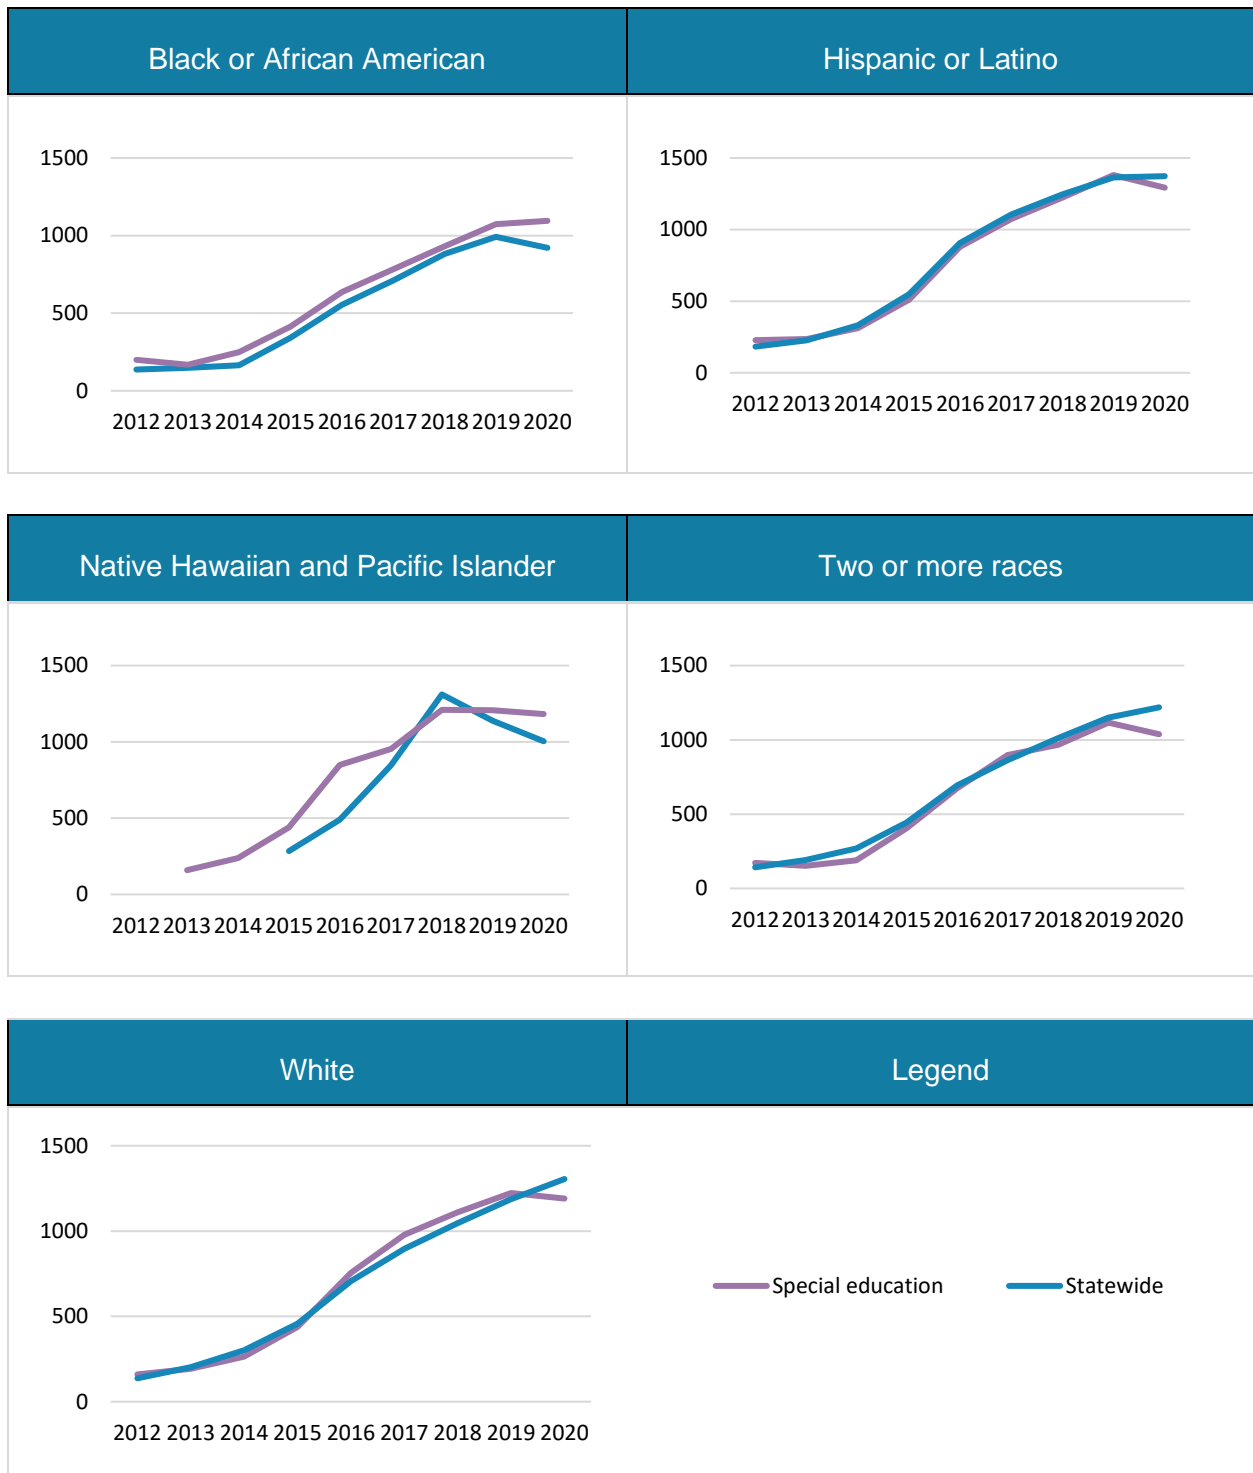 Black or African American
Hispanic or Latino
1500
1000
500
0
2012 2013 2014 2015 2016 2017 2018 2019 2020
1500
1000
500
0
2012 2013 2014 2015 2016 2017 2018 2019 2020
Native Hawaiian and Pacific Islander
Two or more races
1500
1000
500
0
2012 2013 2014 2015 2016 2017 2018 2019 2020
1500
1000
500
0
2012 2013 2014 2015 2016 2017 2018 2019 2020
White
Legend
1500
1000
500
0
2012 2013 2014 2015 2016 2017 2018 2019 2020
Special education
Statewide